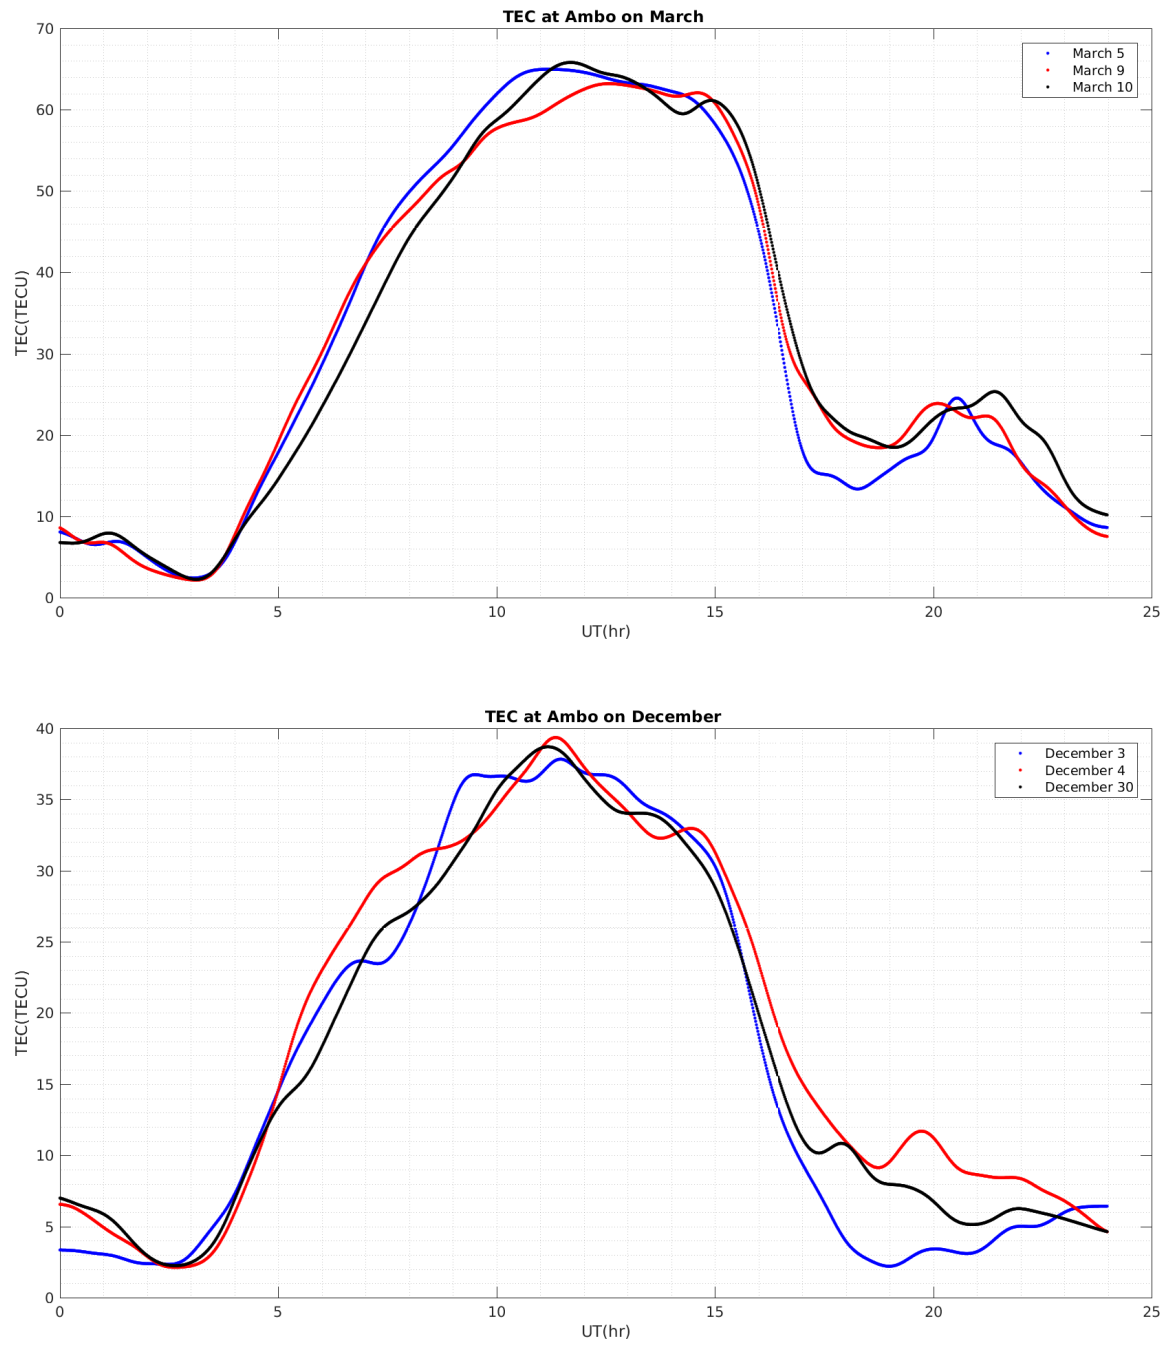 TEC at Ambo on March
70
60
50
40
30
20
10
0
TEC(TECU)
March 5
March 9
March 10
0 5 10 15 20 25
UT(hr)
TEC at Ambo on December
40
35
30
25
20
15
10
5
0
TEC(TECU)
December 3
December 4
December 30
0 5 10 15 20 25
UT(hr)